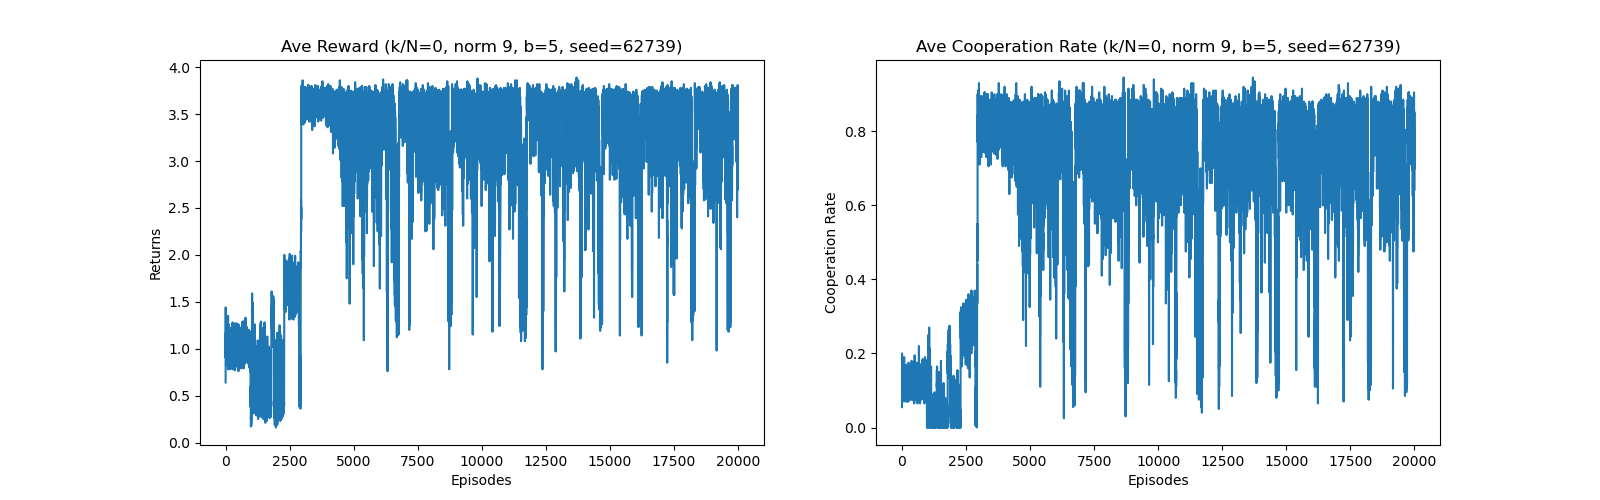 Ave Reward (k/N=0, norm 9, b=5, seed=62739)
4.0
3.5
3.0
2.5
2.0
1.5
1.0
0.5
0.0
Returns
0 2500 5000 7500 10000 12500 15000 17500 20000
Episodes
Ave Cooperation Rate (k/N=0, norm 9, b=5, seed=62739)
0.8
0.6
0.4
0.2
0.0
Cooperation Rate
0 2500 5000 7500 10000 12500 15000 17500 20000
Episodes